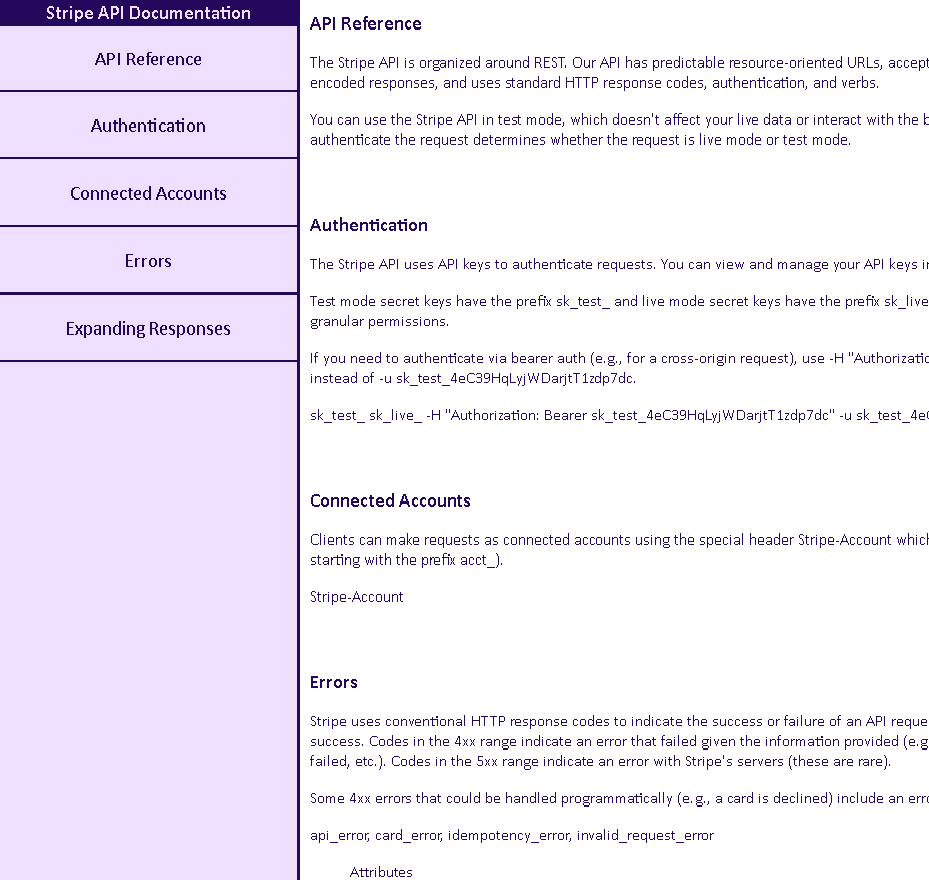 Stripe API Documentation
API Reference
Authentication
Connected Accounts
Errors
Expanding Responses
API Reference
The Stripe API is organized around REST. Our API has predictable resource-oriented URLs, accept
encoded responses, and uses standard HTTP response codes, authentication, and verbs.
You can use the Stripe API in test mode, which doesn't affect your live data or interact with the b
authenticate the request determines whether the request is live mode or test mode.
Authentication
The Stripe API uses API keys to authenticate requests. You can view and manage your API keys in
Test mode secret keys have the prefix sk_test_ and live mode secret keys have the prefix sk_live
granular permissions.
If you need to authenticate via bearer auth (e.g., for a cross-origin request), use -H "Authorizatio
instead of -u sk_test_4eC39HqLyjWDarjtT1zdp7dc.
sk_test_ sk_live_ -H "Authorization: Bearer sk_test_4eC39HqLyjWDarjtT1zdp7dc" -u sk_test_4eC
Connected Accounts
Clients can make requests as connected accounts using the special header Stripe-Account which
starting with the prefix acct_).
Stripe-Account
Errors
Stripe uses conventional HTTP response codes to indicate the success or failure of an API reque
success. Codes in the 4xx range indicate an error that failed given the information provided (e.g
failed, etc.). Codes in the 5xx range indicate an error with Stripe's servers (these are rare).
Some 4xx errors that could be handled programmatically (e.g., a card is declined) include an erro
api_error, card_error, idempotency_error, invalid_request_error
Attributes